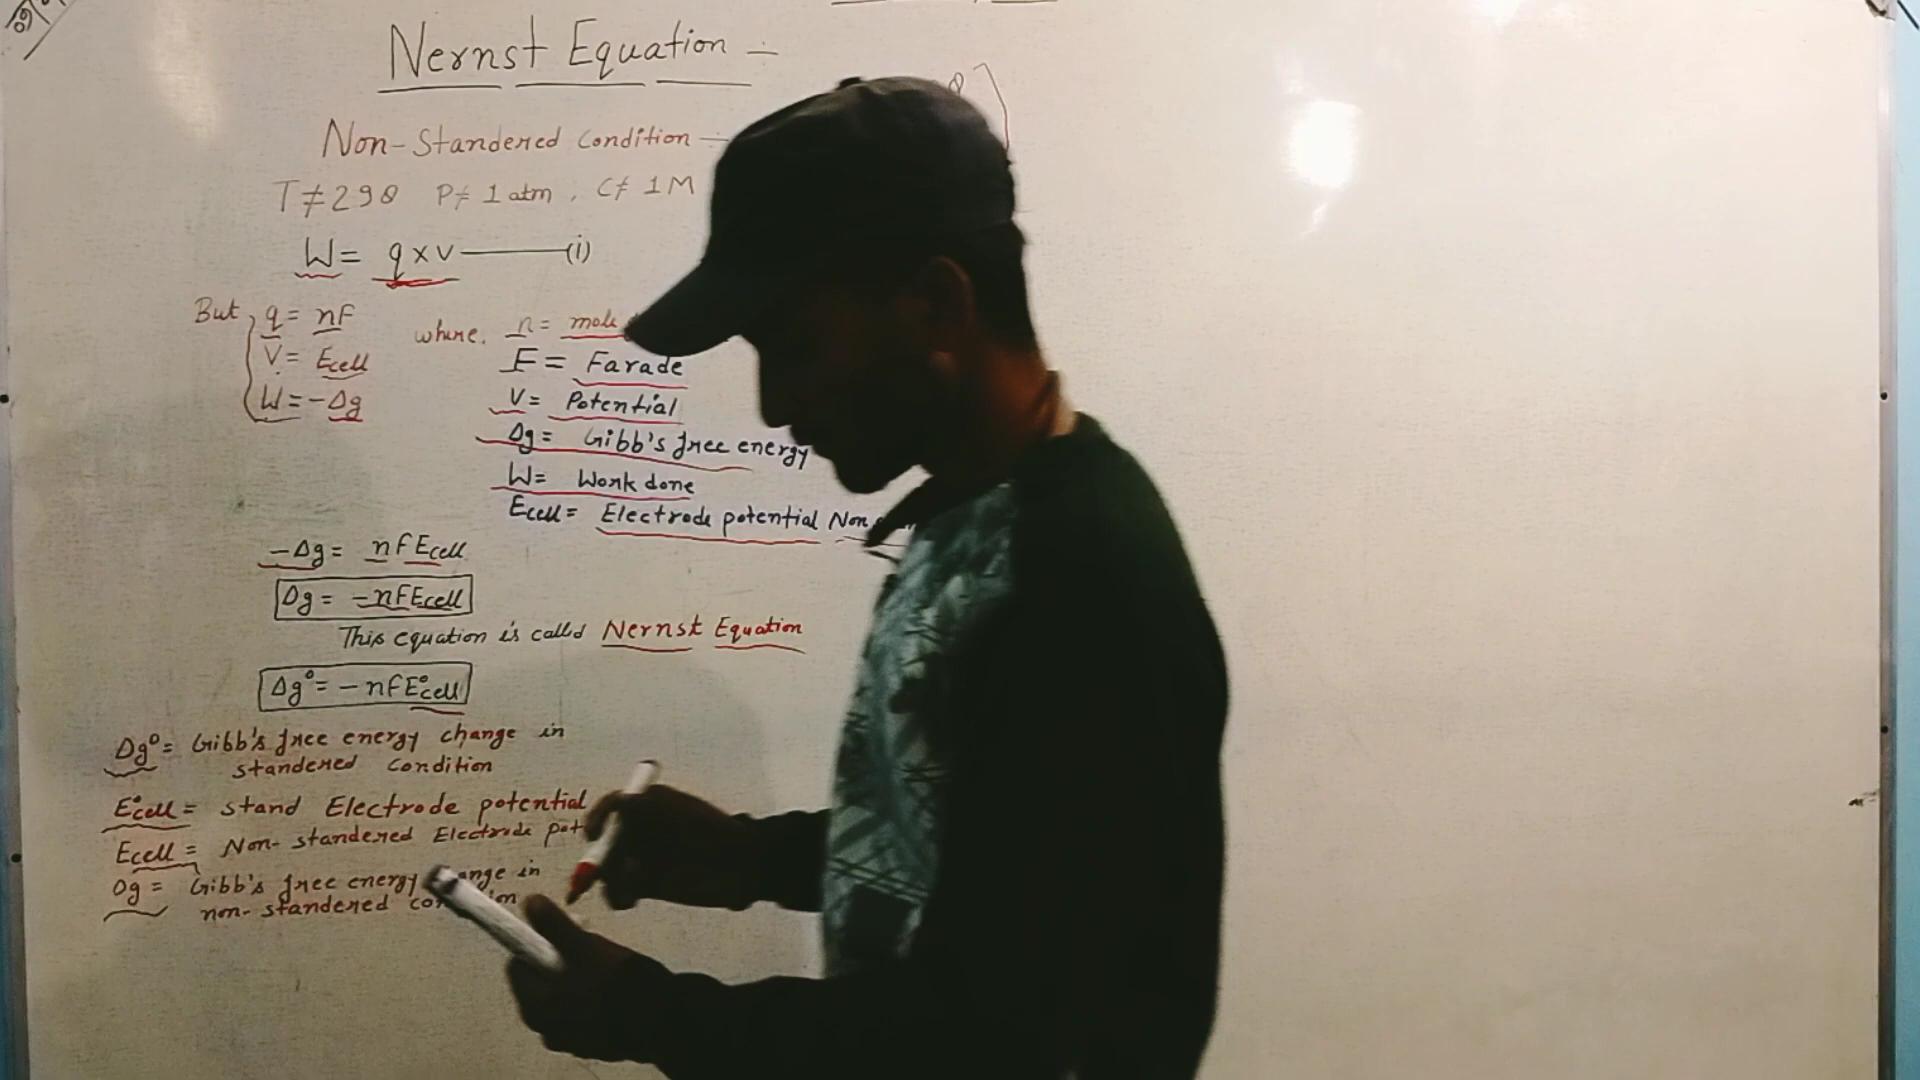 Nernst Equation :-
Non-Standered Condition :-
T≠298 P≠ 1 atm , C≠ 1M
W = q x v ———(i)
But, q = nF
V = Ecell
W = -Δg
where, n = mole
F = Farade
V = Potential
Δg = Gibb's free energy
W = Work done
Ecell = Electrode potential Non
-Δg = nFEcell
Δg = -nFEcell
This equation is called Nernst Equation
Δg° = - nFE°cell
Δg° = Gibb's free energy change in
standered condition
E°cell = stand Electrode potential
Ecell = Non-standered Electrode
Δg = Gibb's free energy in
non-standered